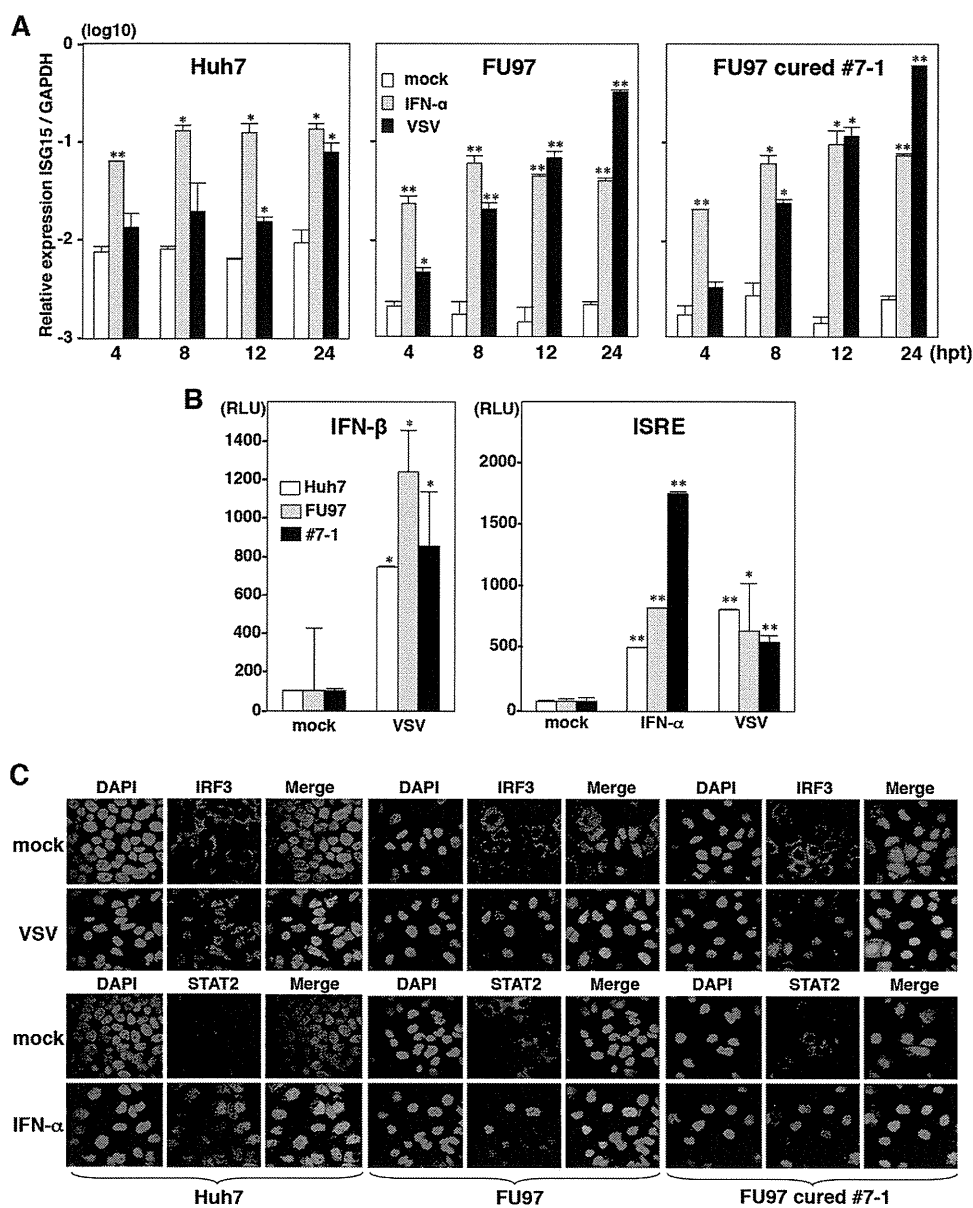 A
(log10)
Relative expression ISG15 / GAPDH
0
-1
-2
-3
Huh7
* * * *
** * *
4 8 12 24
FU97
mock
IFN-α
VSV
** ** ** **
* ** ** **
4 8 12 24
FU97 cured #7-1
** * * **
* * **
4 8 12 24 (hpt)
B
(RLU)
IFN-β
1400
1200
1000
800
600
400
200
0
Huh7
FU97
#7-1
* * *
mock VSV
(RLU)
ISRE
2000
1500
1000
500
0
** ** **
** * **
mock IFN-α VSV
C
DAPI IRF3 Merge DAPI IRF3 Merge DAPI IRF3 Merge
mock
VSV
DAPI STAT2 Merge DAPI STAT2 Merge DAPI STAT2 Merge
mock
IFN-α
Huh7 FU97 FU97 cured #7-1